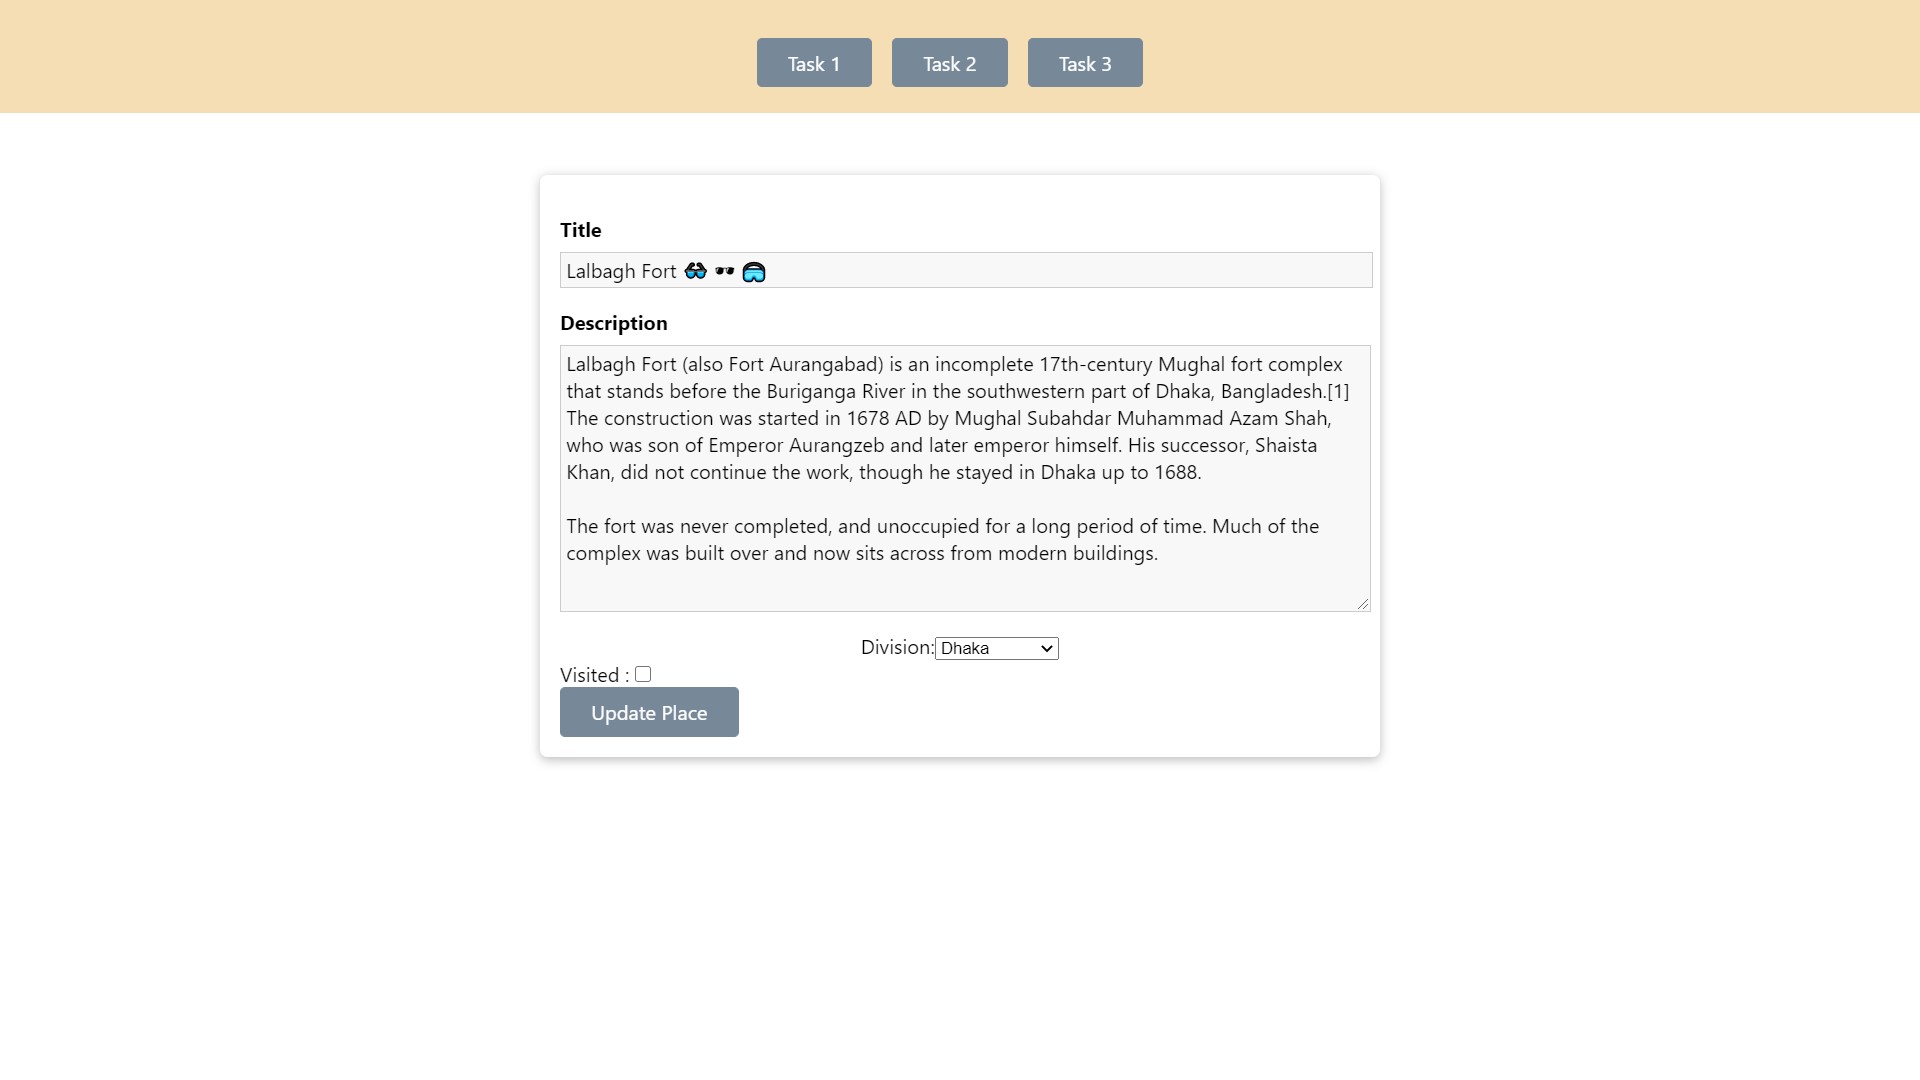 Task 1 Task 2 Task 3
Title
Lalbagh Fort 👓 🕶 🥽
Description
Lalbagh Fort (also Fort Aurangabad) is an incomplete 17th-century Mughal fort complex
that stands before the Buriganga River in the southwestern part of Dhaka, Bangladesh.[1]
The construction was started in 1678 AD by Mughal Subahdar Muhammad Azam Shah,
who was son of Emperor Aurangzeb and later emperor himself. His successor, Shaista
Khan, did not continue the work, though he stayed in Dhaka up to 1688.
The fort was never completed, and unoccupied for a long period of time. Much of the
complex was built over and now sits across from modern buildings.
Division: Dhaka
Visited :
Update Place